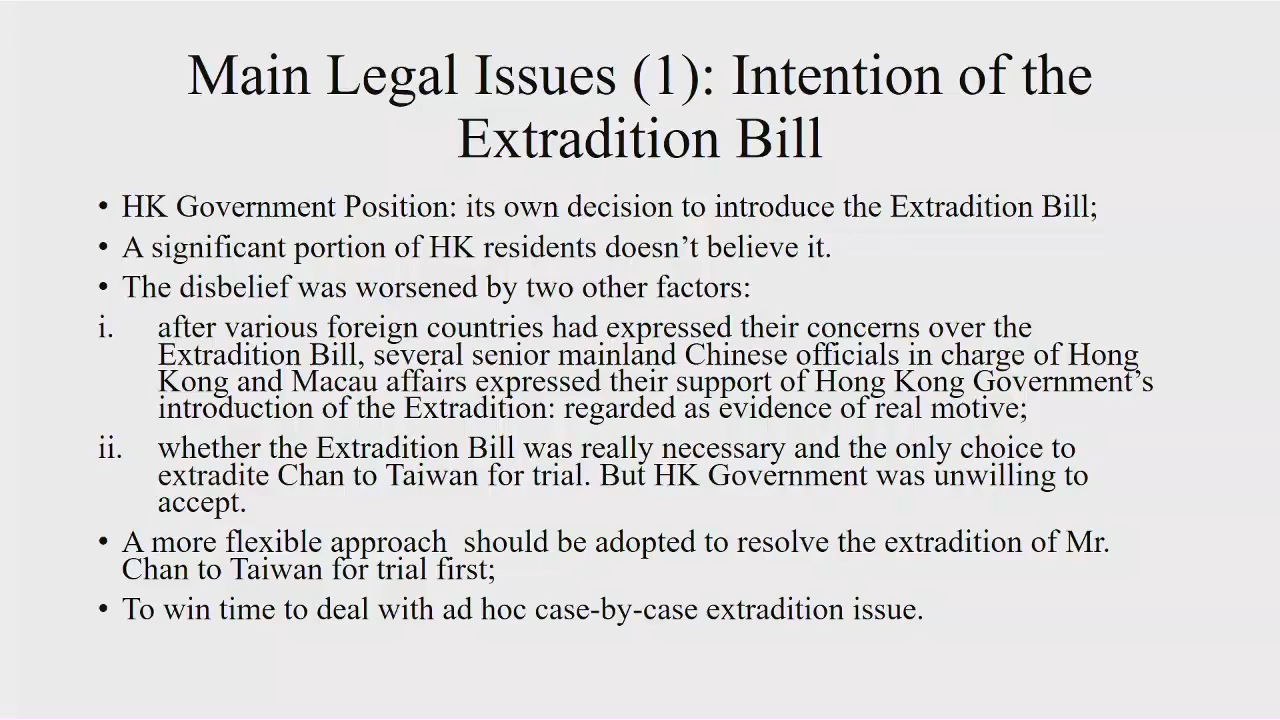 Main Legal Issues (1): Intention of the
Extradition Bill
• HK Government Position: its own decision to introduce the Extradition Bill;
• A significant portion of HK residents doesn’t believe it.
• The disbelief was worsened by two other factors:
i. after various foreign countries had expressed their concerns over the
Extradition Bill, several senior mainland Chinese officials in charge of Hong
Kong and Macau affairs expressed their support of Hong Kong Government’s
introduction of the Extradition: regarded as evidence of real motive;
ii. whether the Extradition Bill was really necessary and the only choice to
extradite Chan to Taiwan for trial. But HK Government was unwilling to
accept.
• A more flexible approach  should be adopted to resolve the extradition of Mr.
Chan to Taiwan for trial first;
• To win time to deal with ad hoc case-by-case extradition issue.